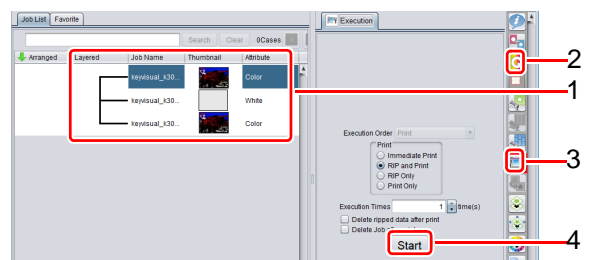 Job List Favorite
Search Clear 0Cases
Arranged Layered Job Name Thumbnail Attribute
keyvisual_k30... Color
keyvisual_k30... White
keyvisual_k30... Color
Execution
Execution Order Print
Print
Immediate Print
RIP and Print
RIP Only
Print Only
Execution Times 1 time(s)
Delete ripped data after print
Delete Job
Start
2
1
3
4